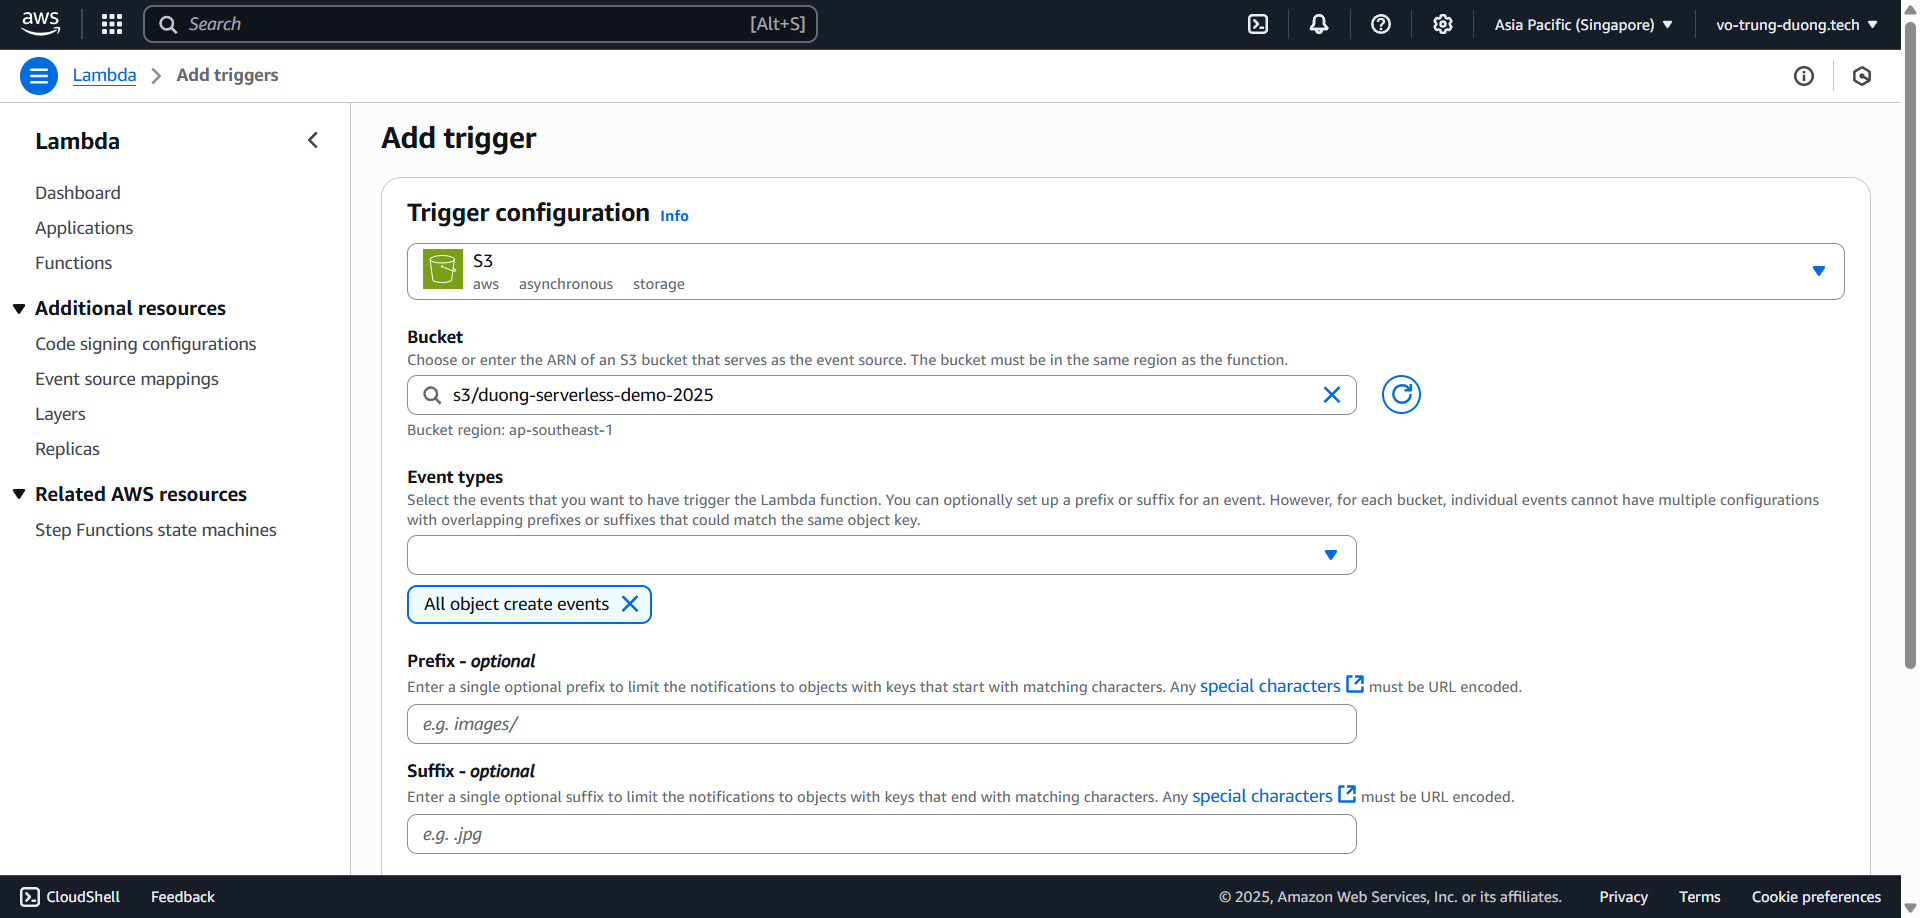 aws
Search
[Alt+S]
Asia Pacific (Singapore)
vo-trung-duong.tech
Lambda
Add triggers
Lambda
Dashboard
Applications
Functions
Additional resources
Code signing configurations
Event source mappings
Layers
Replicas
Related AWS resources
Step Functions state machines
Add trigger
Trigger configuration Info
S3
aws asynchronous storage
Bucket
Choose or enter the ARN of an S3 bucket that serves as the event source. The bucket must be in the same region as the function.
s3/duong-serverless-demo-2025
Bucket region: ap-southeast-1
Event types
Select the events that you want to have trigger the Lambda function. You can optionally set up a prefix or suffix for an event. However, for each bucket, individual events cannot have multiple configurations
with overlapping prefixes or suffixes that could match the same object key.
All object create events
Prefix - optional
Enter a single optional prefix to limit the notifications to objects with keys that start with matching characters. Any special characters must be URL encoded.
e.g. images/
Suffix - optional
Enter a single optional suffix to limit the notifications to objects with keys that end with matching characters. Any special characters must be URL encoded.
e.g. .jpg
CloudShell
Feedback
© 2025, Amazon Web Services, Inc. or its affiliates.
Privacy
Terms
Cookie preferences